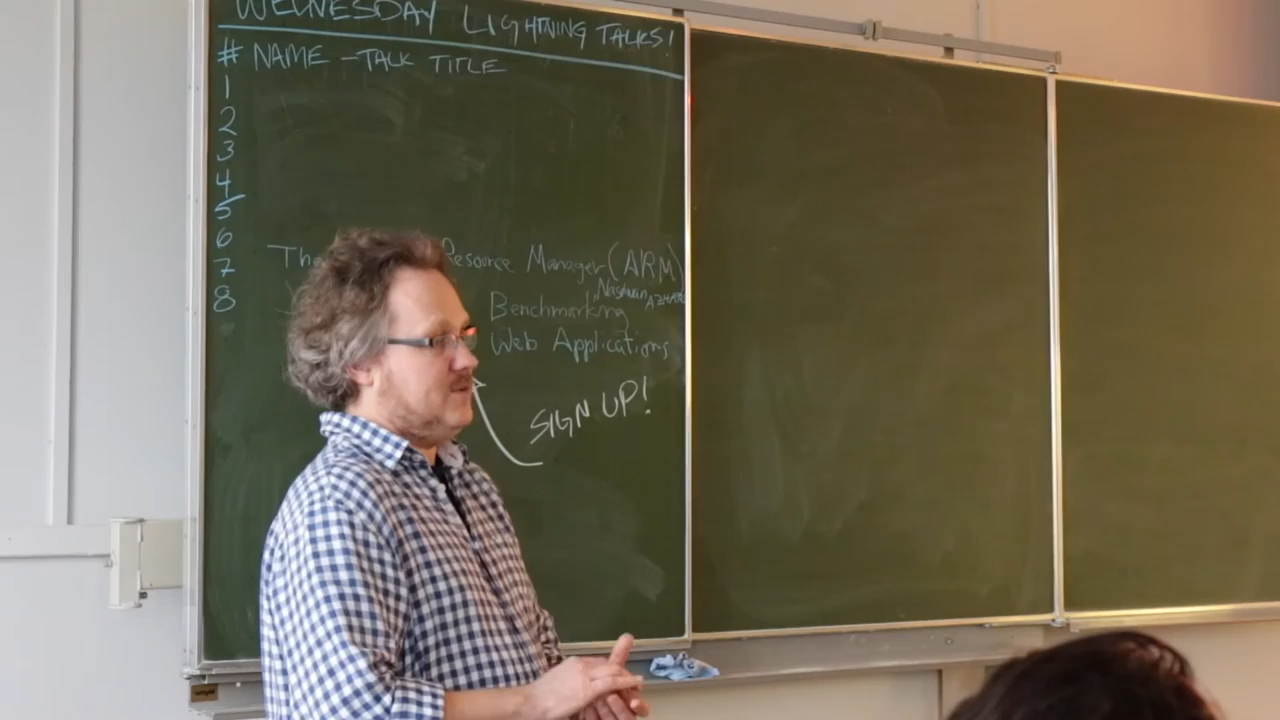 WEDNESDAY LIGHTNING TALKS!
# NAME – TALK TITLE
1
2
3
4
5
6
7
8
The Resource Manager (ARM)
Benchmarking
Web Applications
SIGN UP!